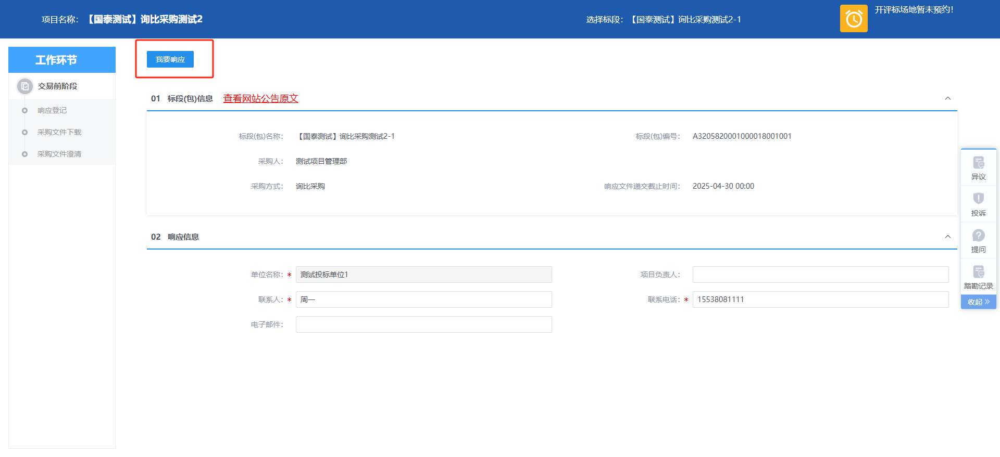 项目名称：【国泰测试】询比采购测试2
选择标段：【国泰测试】询比采购测试2-1
开评标场地暂未预约！
工作环节
交易前阶段
响应登记
采购文件下载
采购文件澄清
我要响应
01 标段(包)信息 查看网站公告原文
标段(包)名称：【国泰测试】询比采购测试2-1
标段(包)编号：A3205820001000018001001
采购人：测试项目管理部
采购方式：询比采购
响应文件递交截止时间：2025-04-30 00:00
02 响应信息
单位名称：* 测试投标单位1
项目负责人：
联系人：* 周一
联系电话：* 15538081111
电子邮件：
异议
投诉
提问
踏勘记录
收起 »